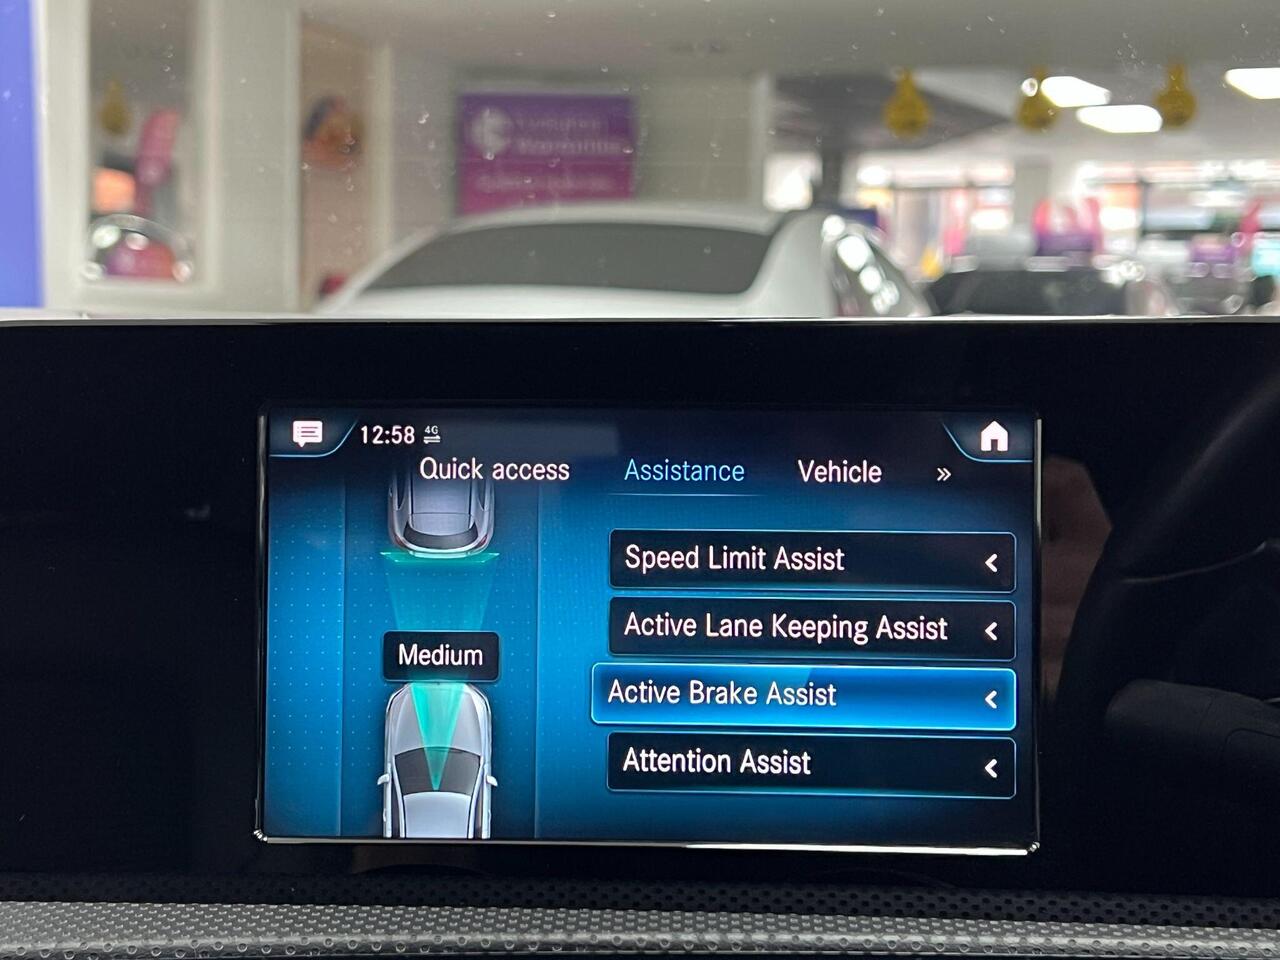 12:58 4G
Quick access Assistance Vehicle »
Speed Limit Assist
Active Lane Keeping Assist
Medium
Active Brake Assist
Attention Assist